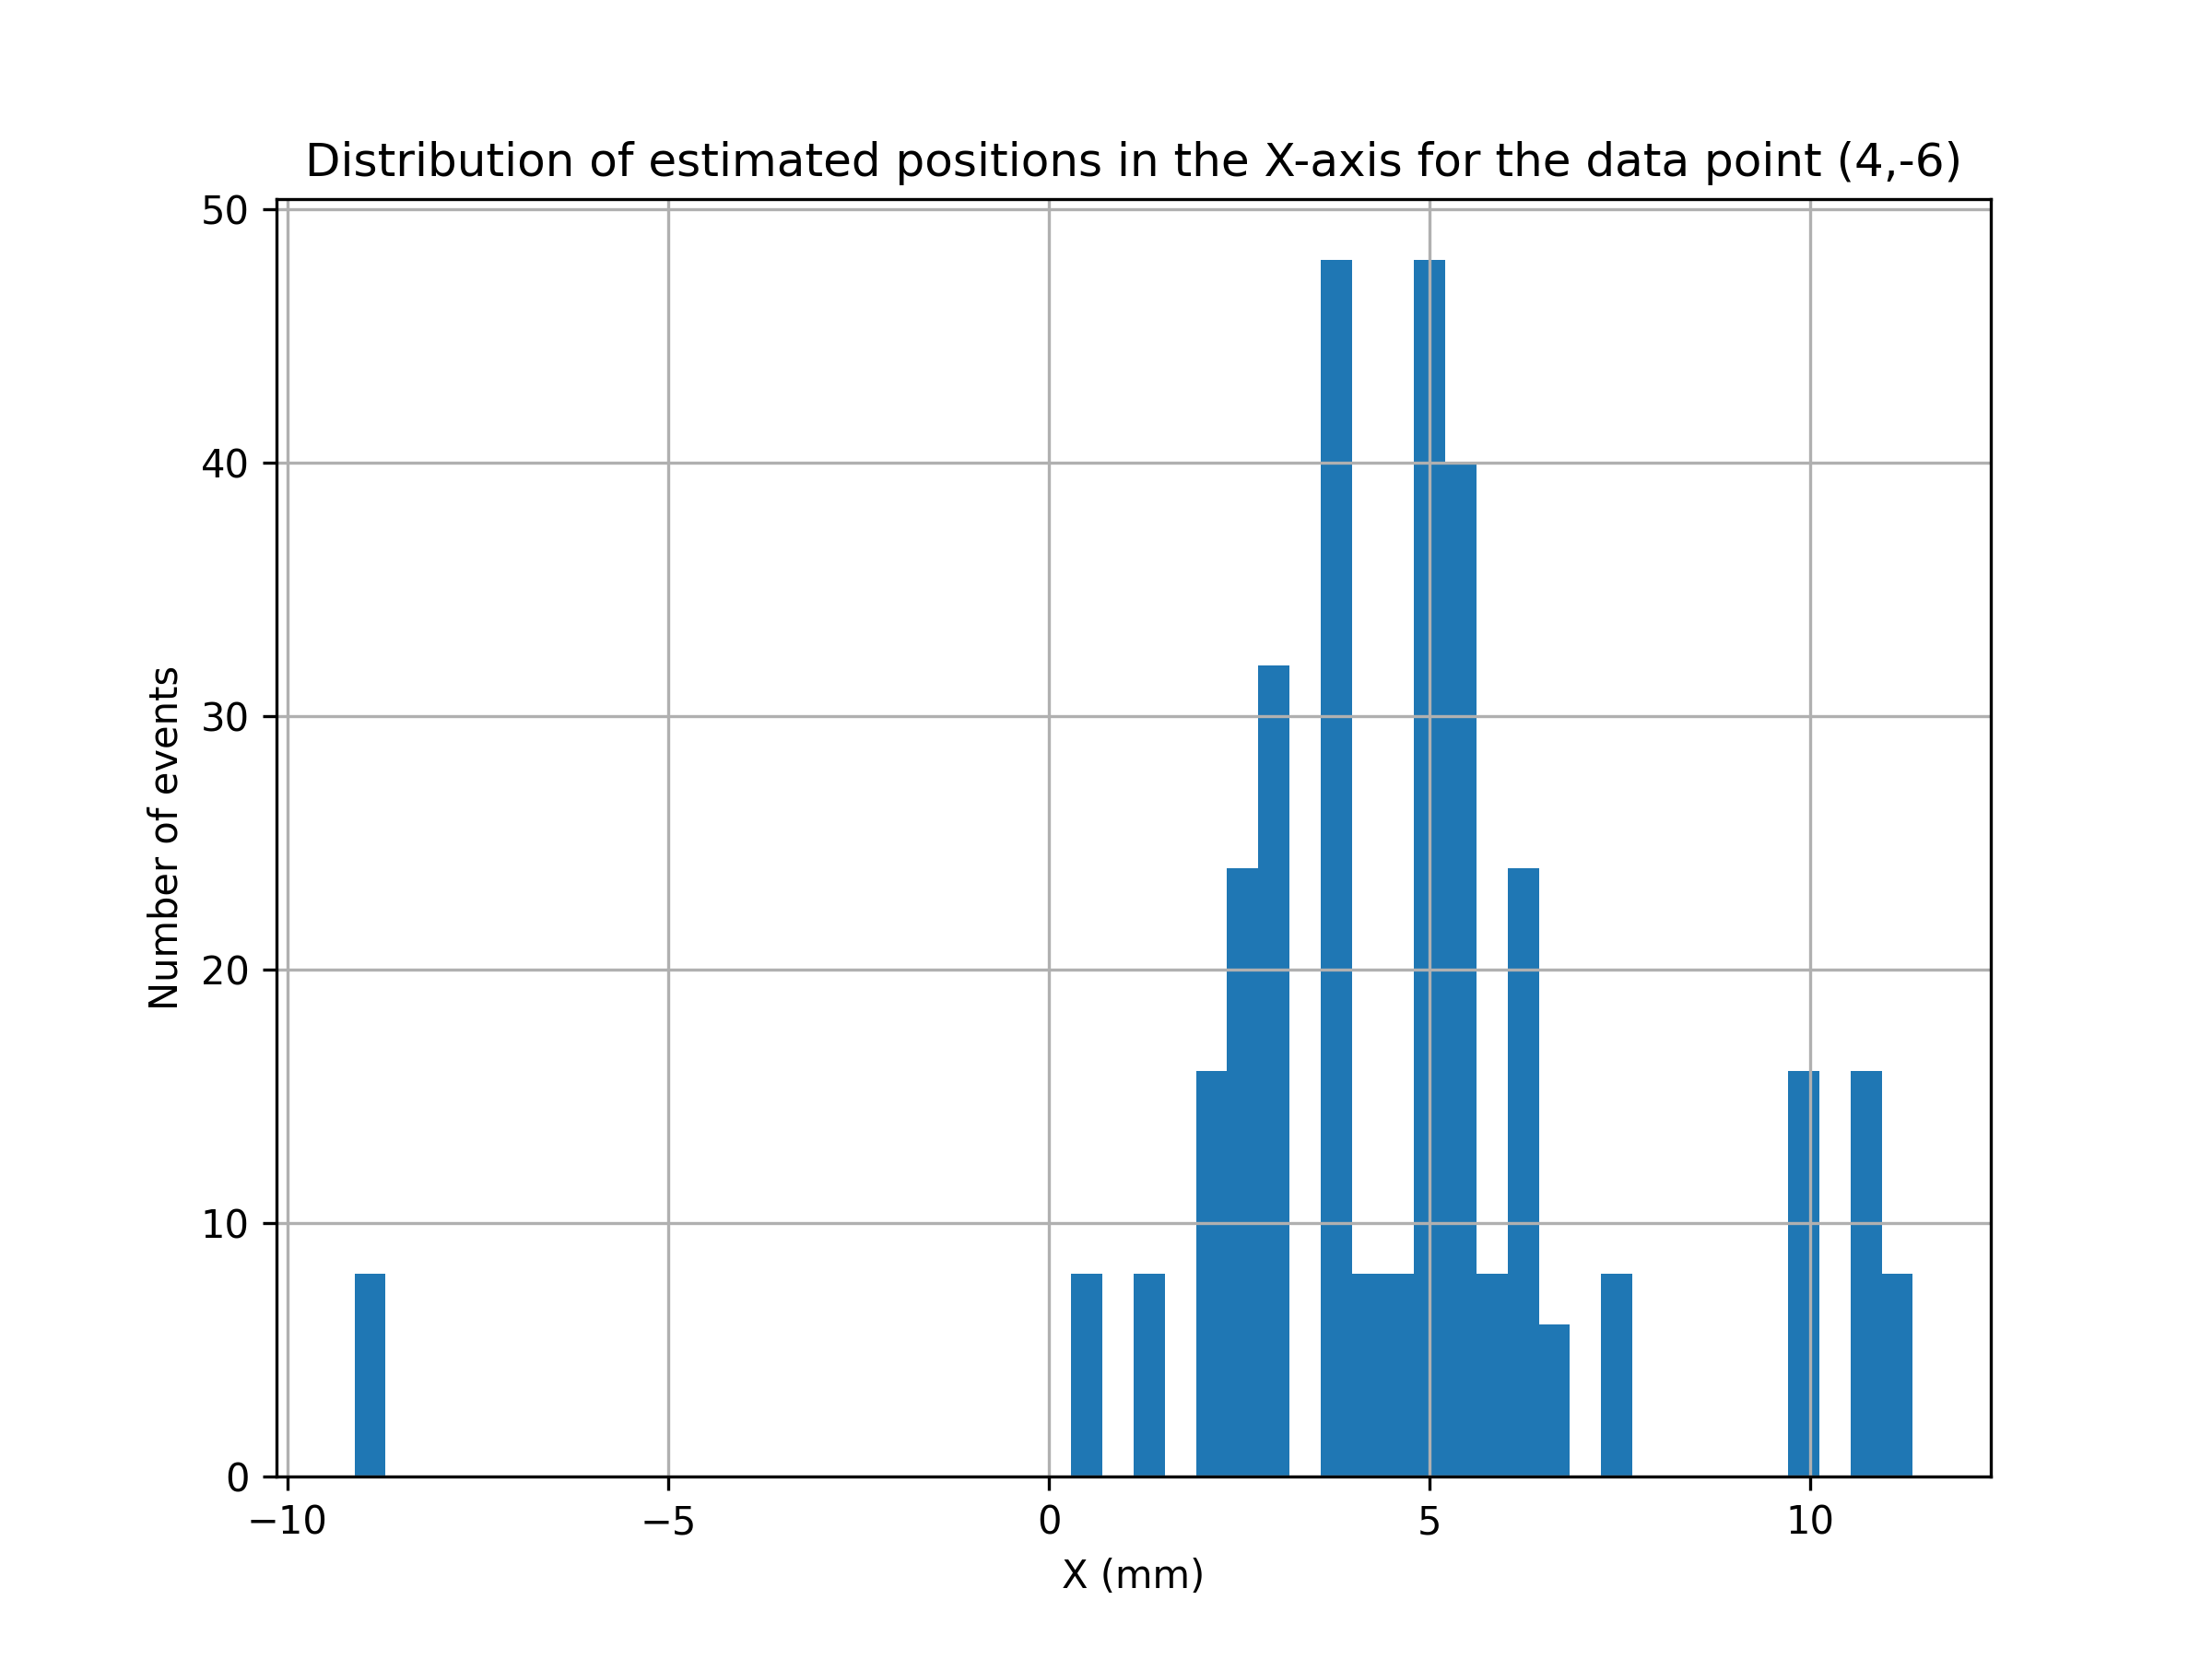 Distribution of estimated positions in the X-axis for the data point (4,-6)
50
40
30
20
10
0
Number of events
−10 −5 0 5 10
X (mm)